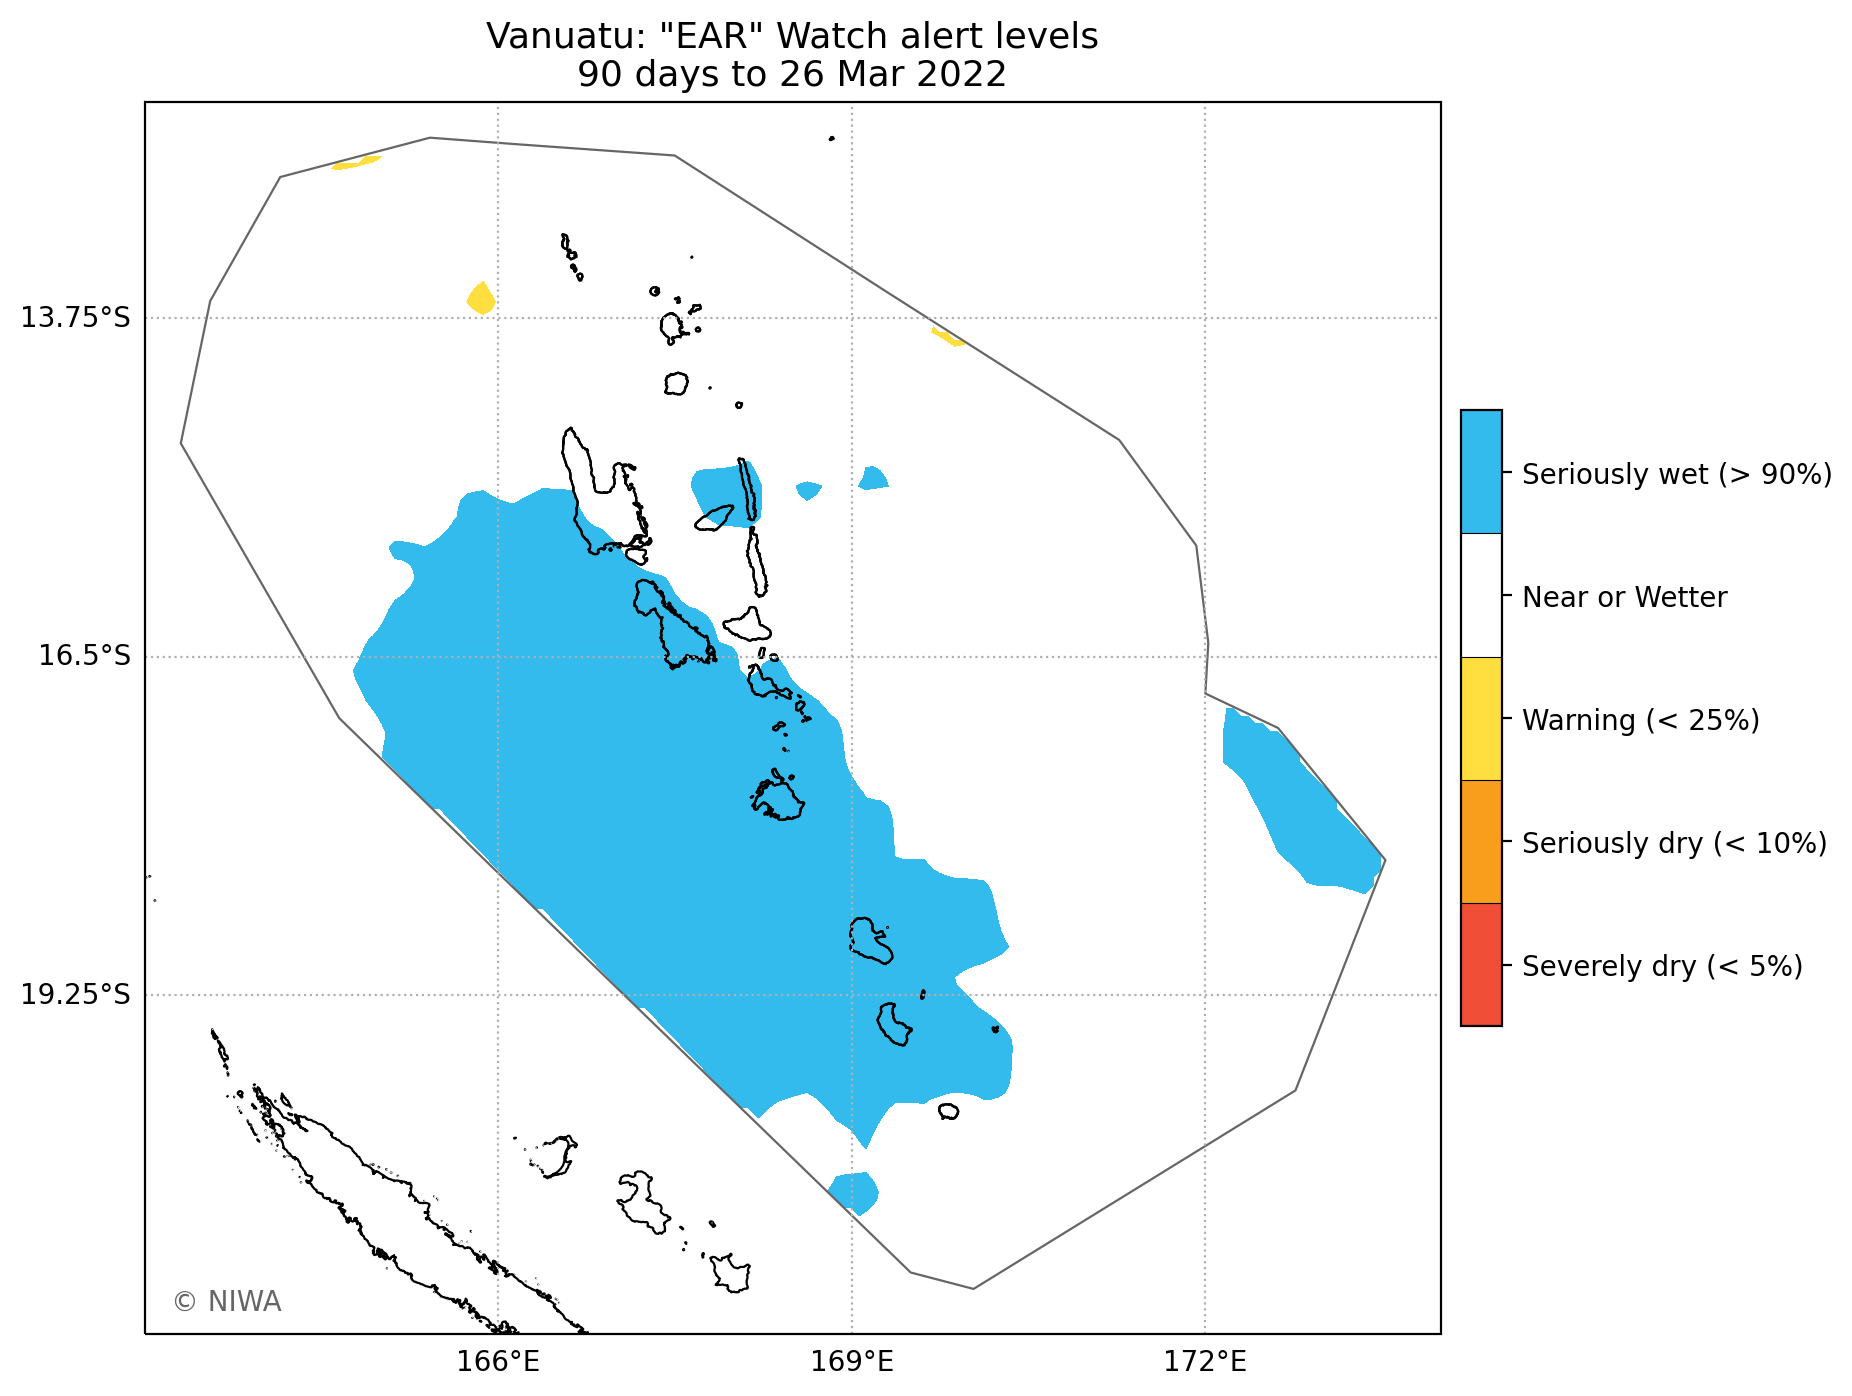 Vanuatu: "EAR" Watch alert levels
90 days to 26 Mar 2022
13.75°S
16.5°S
19.25°S
166°E
169°E
172°E
Seriously wet (> 90%)
Near or Wetter
Warning (< 25%)
Seriously dry (< 10%)
Severely dry (< 5%)
© NIWA